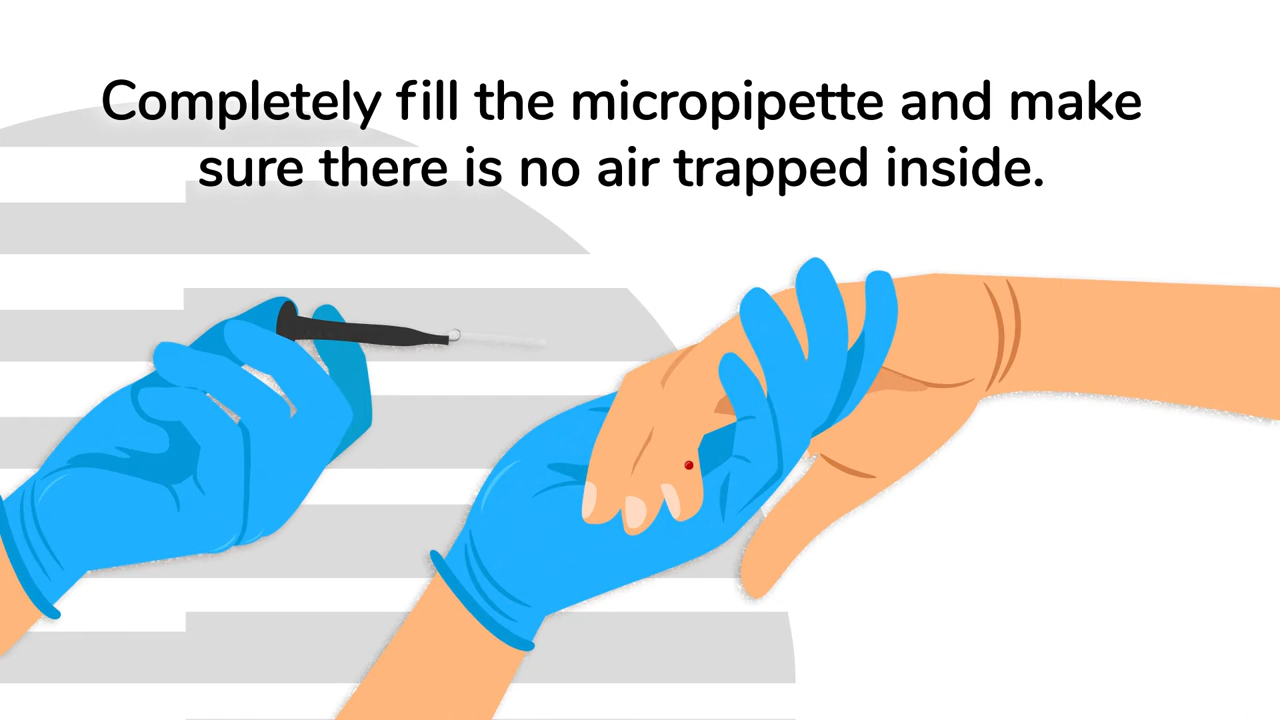 Completely fill the micropipette and make
sure there is no air trapped inside.